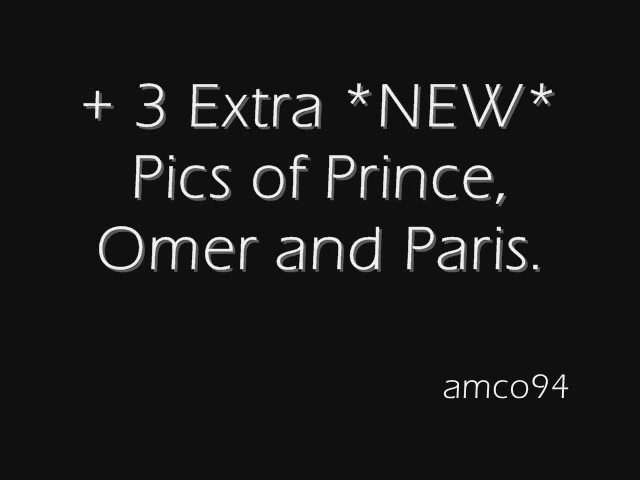 + 3 Extra *NEW*
Pics of Prince,
Omer and Paris.
amco94